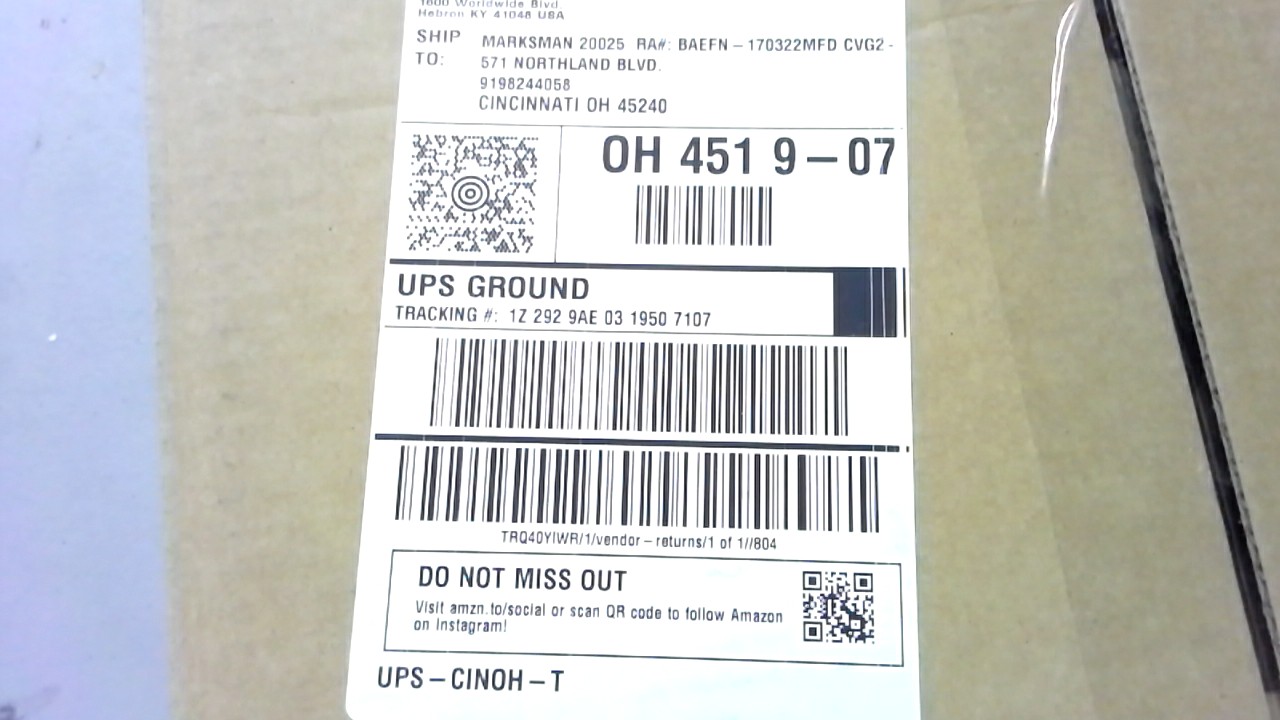 1600 Worldwide Blvd.
Hebron KY 41048 USA
SHIP TO:
MARKSMAN 20025 RA#: BAEFN-170322MFD CVG2-
571 NORTHLAND BLVD.
9198244058
CINCINNATI OH 45240
OH 451 9-07
UPS GROUND
TRACKING #: 1Z 292 9AE 03 1950 7107
TRQ40YIWR/1/vendor-returns/1 of 1//804
DO NOT MISS OUT
Visit amzn.to/social or scan QR code to follow Amazon
on Instagram!
UPS-CINOH-T